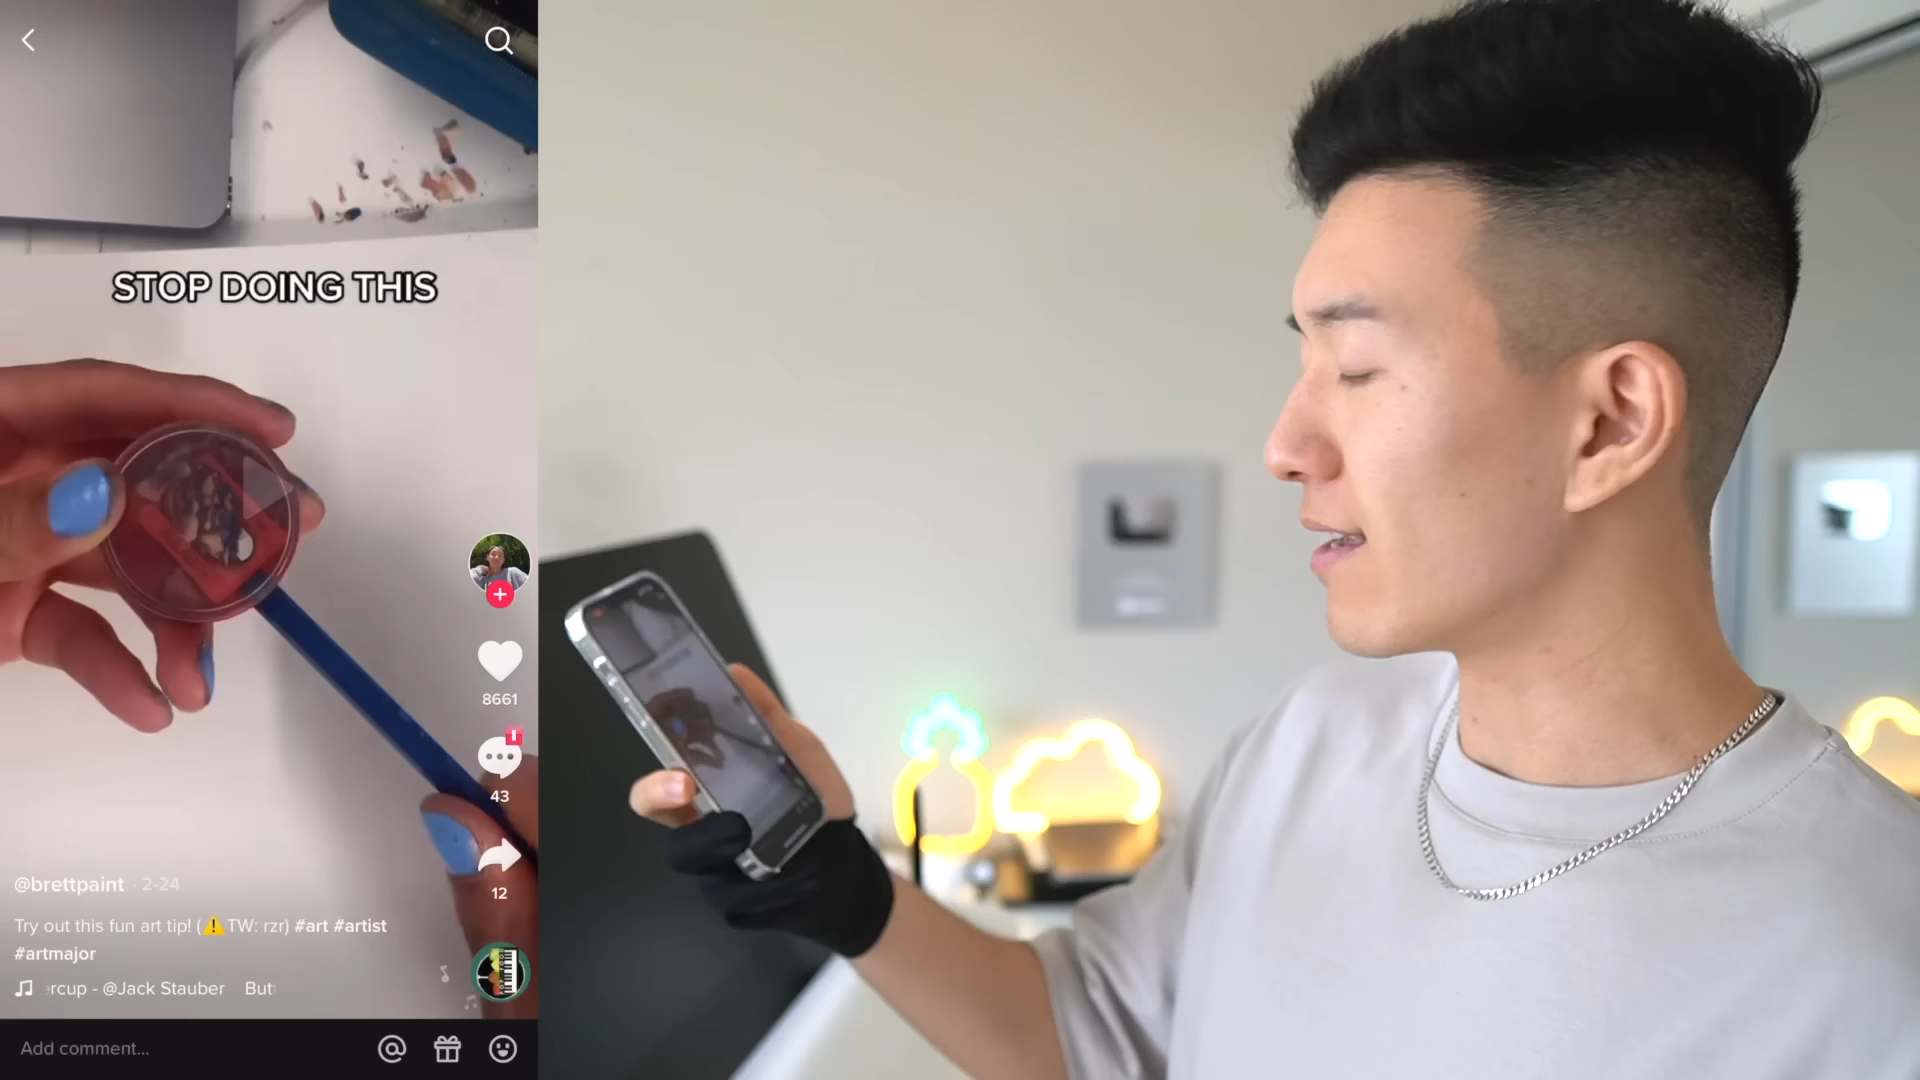 STOP DOING THIS
8661
43
12
@brettpaint · 2-24
Try out this fun art tip! (⚠️TW: rzr) #art #artist
#artmajor
rcup - @Jack Stauber But
Add comment...